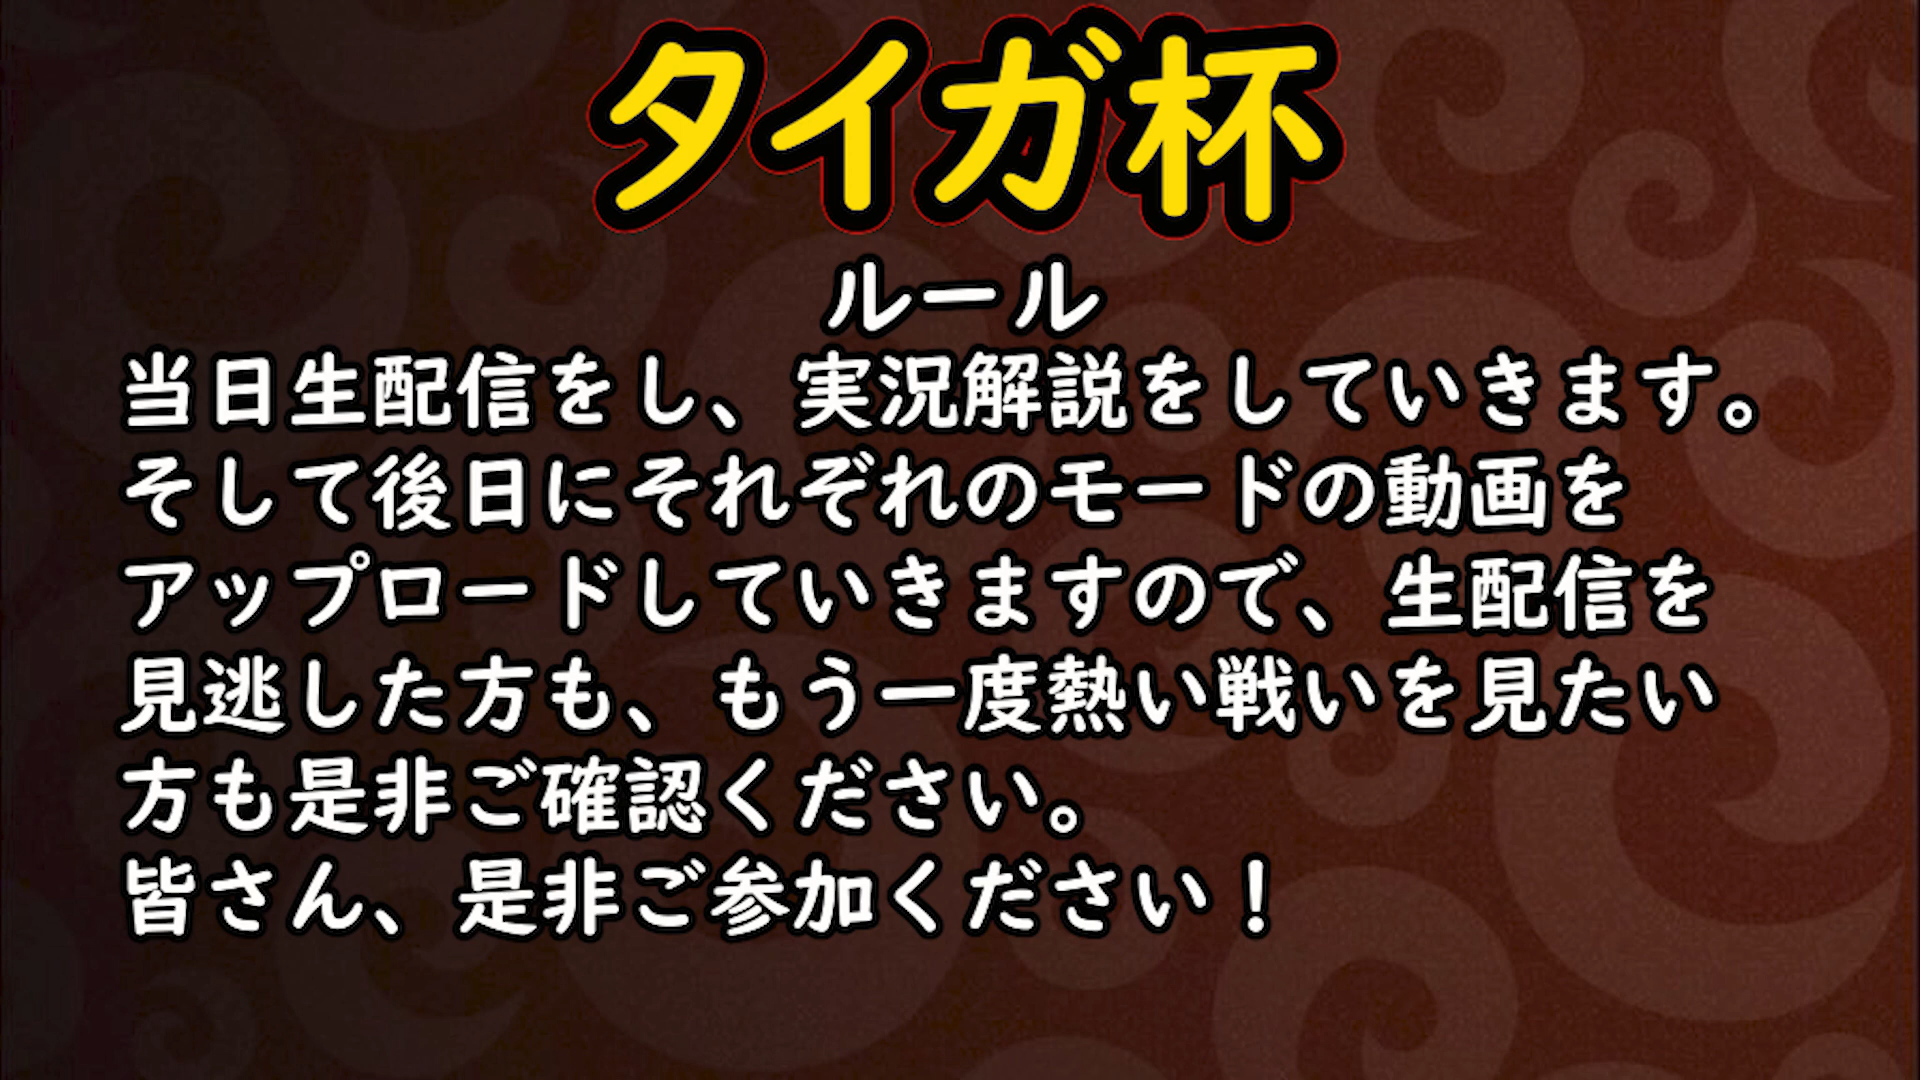 タイガ杯
ルール
当日生配信をし、実況解説をしていきます。
そして後日にそれぞれのモードの動画を
アップロードしていきますので、生配信を
見逃した方も、もう一度熱い戦いを見たい
方も是非ご確認ください。
皆さん、是非ご参加ください！